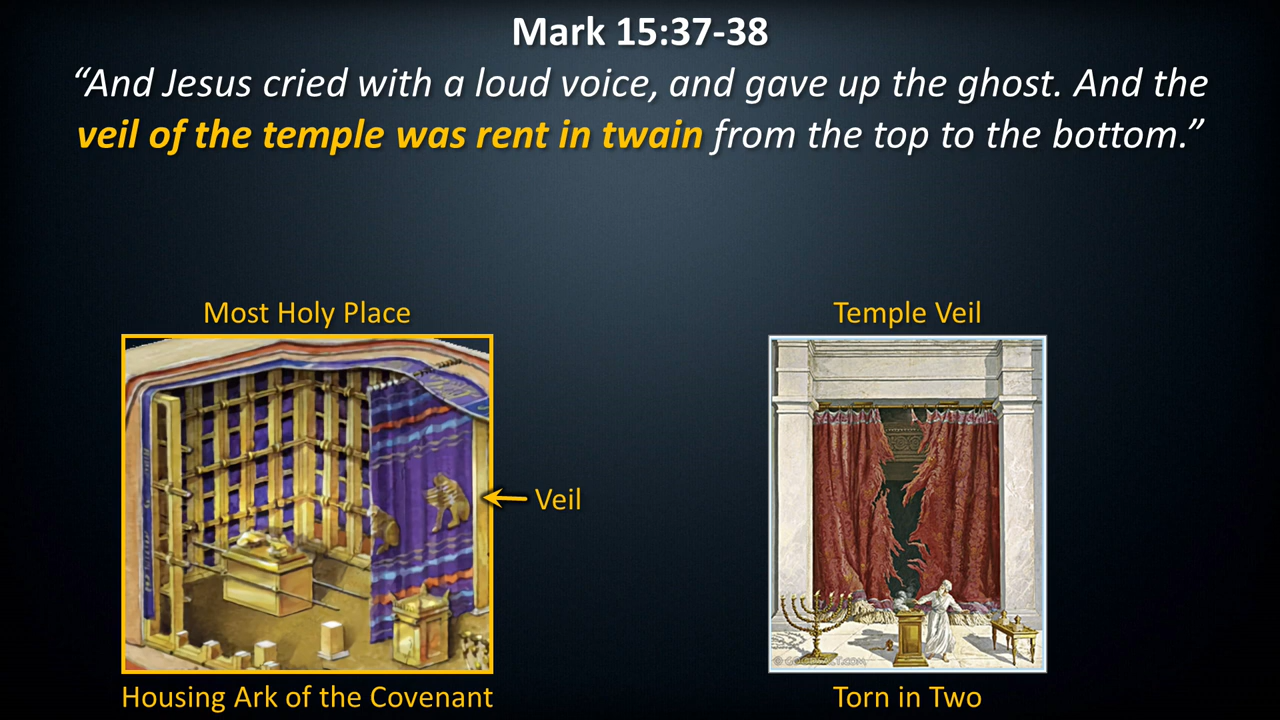 Mark 15:37-38
“And Jesus cried with a loud voice, and gave up the ghost. And the
veil of the temple was rent in twain from the top to the bottom.”
Most Holy Place
Temple Veil
Veil
Housing Ark of the Covenant
Torn in Two